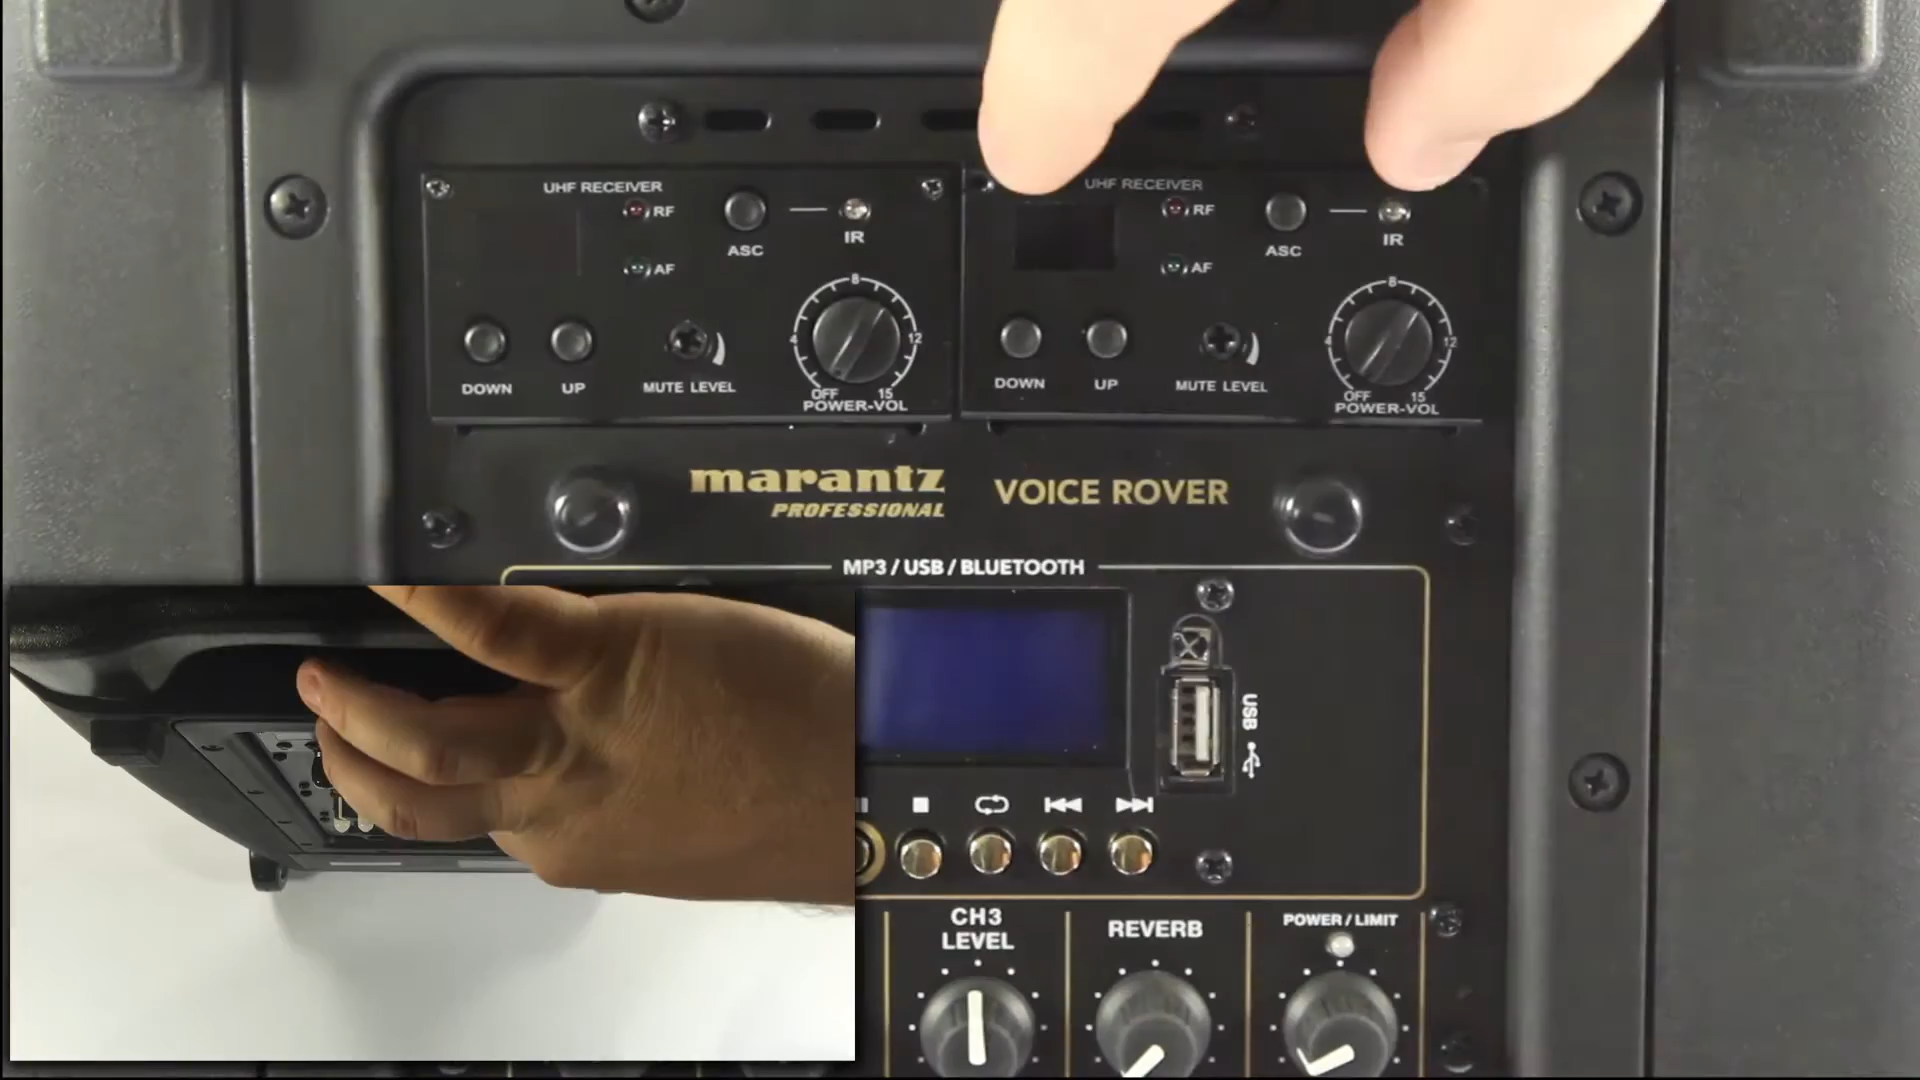 UHF RECEIVER
RF
ASC
IR
AF
8
4
12
DOWN
UP
MUTE LEVEL
OFF
15
POWER-VOL
UHF RECEIVER
RF
ASC
IR
AF
8
4
12
DOWN
UP
MUTE LEVEL
OFF
15
POWER-VOL
marantz
PROFESSIONAL
VOICE ROVER
MP3 / USB / BLUETOOTH
USB
CH3
LEVEL
REVERB
POWER / LIMIT